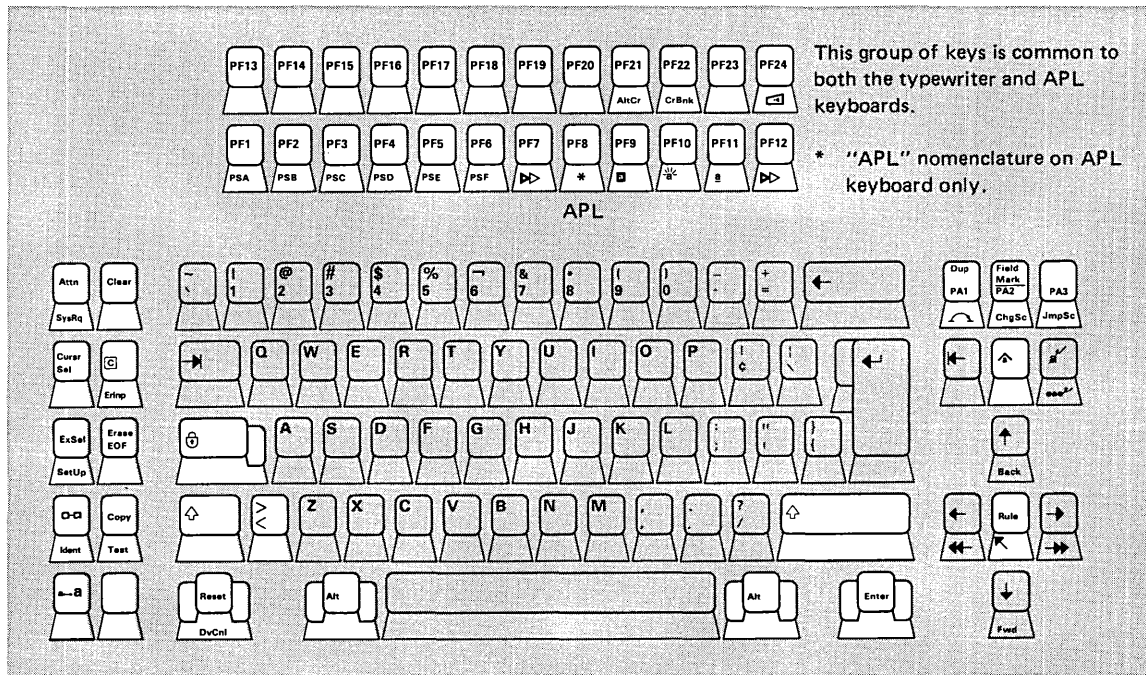 PF13 PF14 PF15 PF16 PF17 PF18 PF19 PF20 PF21 PF22 PF23 PF24
AltCr CrBnk
This group of keys is common to
both the typewriter and APL
keyboards.
PF1 PF2 PF3 PF4 PF5 PF6 PF7 PF8 PF9 PF10 PF11 PF12
PSA PSB PSC PSD PSE PSF * a a
APL
* "APL" nomenclature on APL
keyboard only.
Attn Clear ~ | @ # $ % ¬ & * ( ) _ + Dup Field Mark
` 1 2 3 4 5 6 7 8 9 0 - = PA1 PA2 PA3
SysRq ChgSc JmpSc
Cursr Sel C Q W E R T Y U I O P ! ¦
¢ \
ErInp
ExSel Erase EOF A S D F G H J K L : " }
; ' {
SetUp Back
Copy > Z X C V B N M , . ? Rule
< , . /
Ident Test
a a Reset Alt Alt Enter
DvCnl Fwd